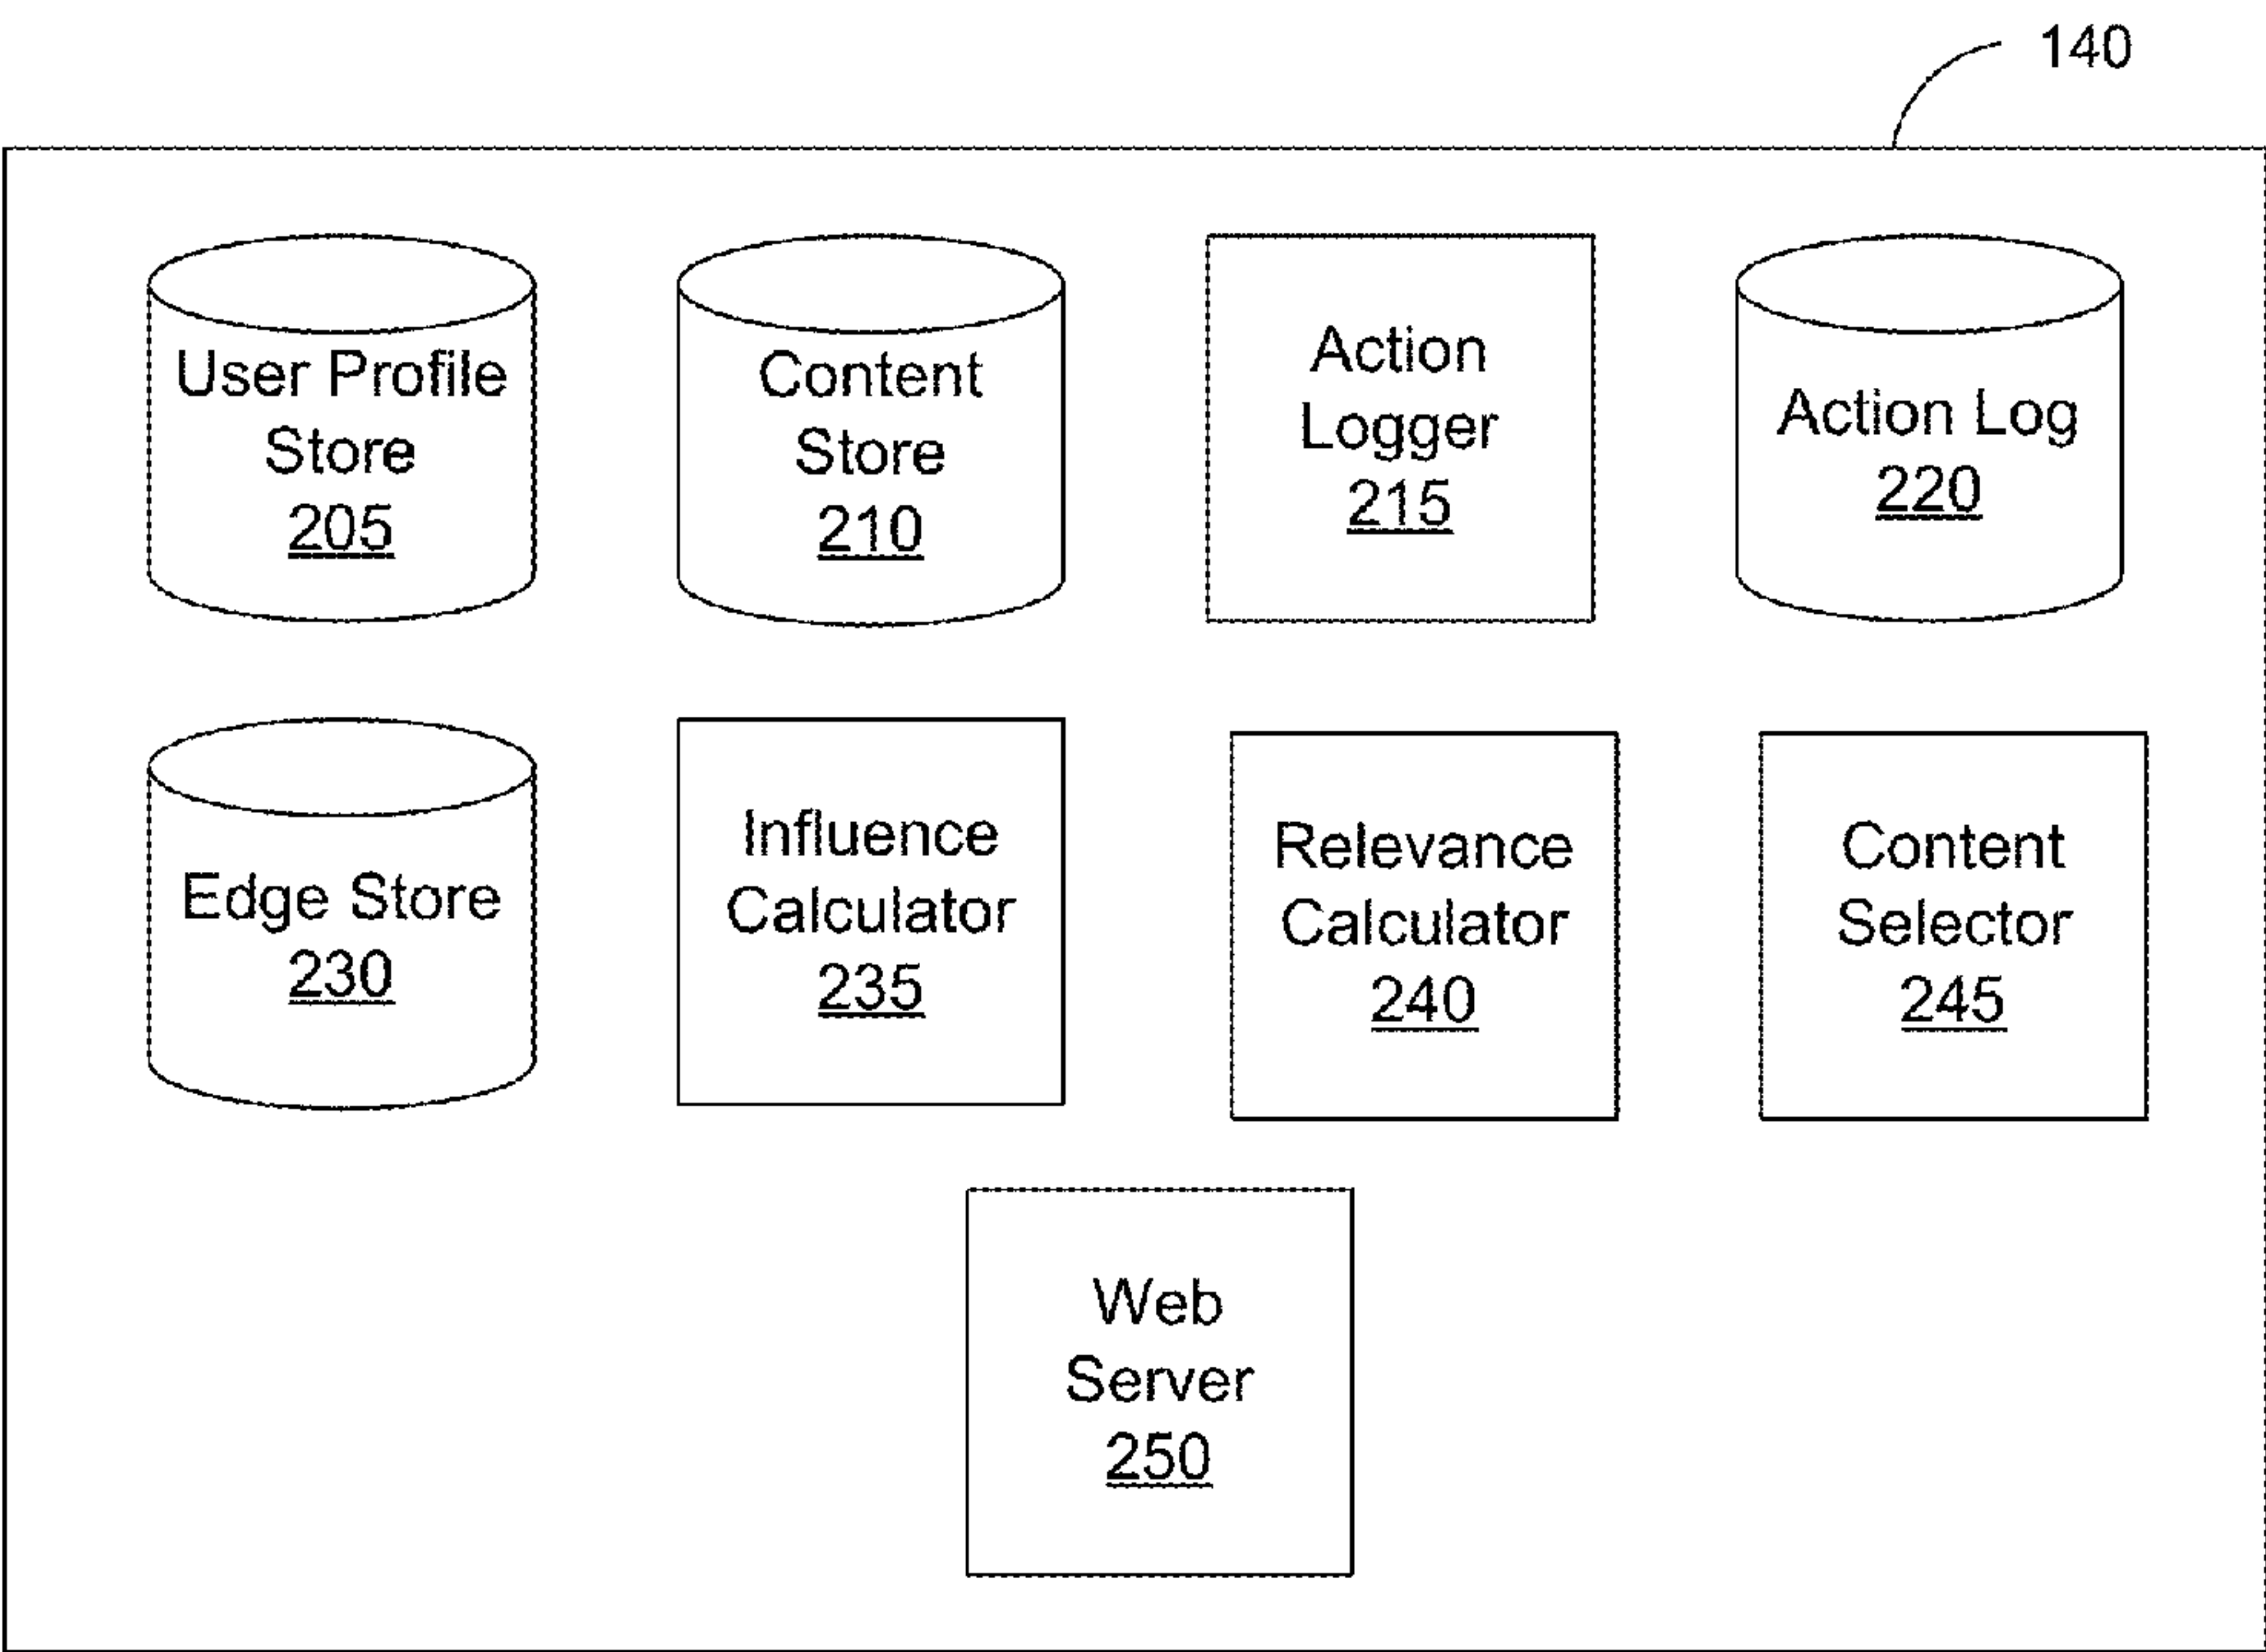 140
User Profile
Store
205
Content
Store
210
Action
Logger
215
Action Log
220
Edge Store
230
Influence
Calculator
235
Relevance
Calculator
240
Content
Selector
245
Web
Server
250